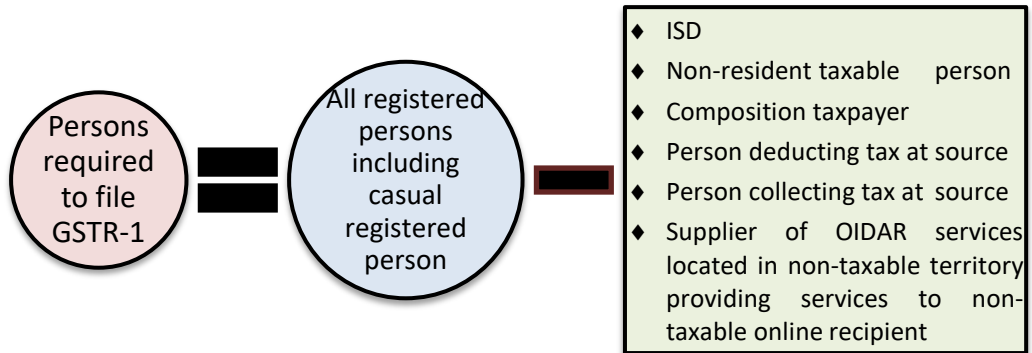 Persons
required
to file
GSTR-1
All registered
persons
including
casual
registered
person
♦ ISD
♦ Non-resident taxable person
♦ Composition taxpayer
♦ Person deducting tax at source
♦ Person collecting tax at source
♦ Supplier of OIDAR services
located in non-taxable territory
providing services to non-
taxable online recipient